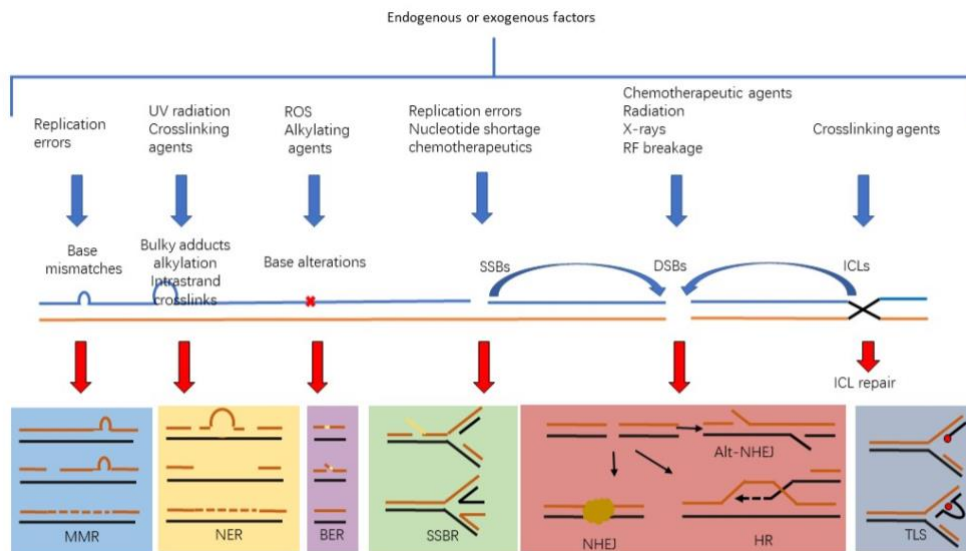 Endogenous or exogenous factors
Replication
errors
UV radiation
Crosslinking
agents
ROS
Alkylating
agents
Replication errors
Nucleotide shortage
chemotherapeutics
Chemotherapeutic agents
Radiation
X-rays
RF breakage
Crosslinking agents
Base
mismatches
Bulky adducts
alkylation
Intrastrand
crosslinks
Base alterations
SSBs
DSBs
ICLs
ICL repair
MMR
NER
BER
SSBR
Alt-NHEJ
NHEJ
HR
TLS